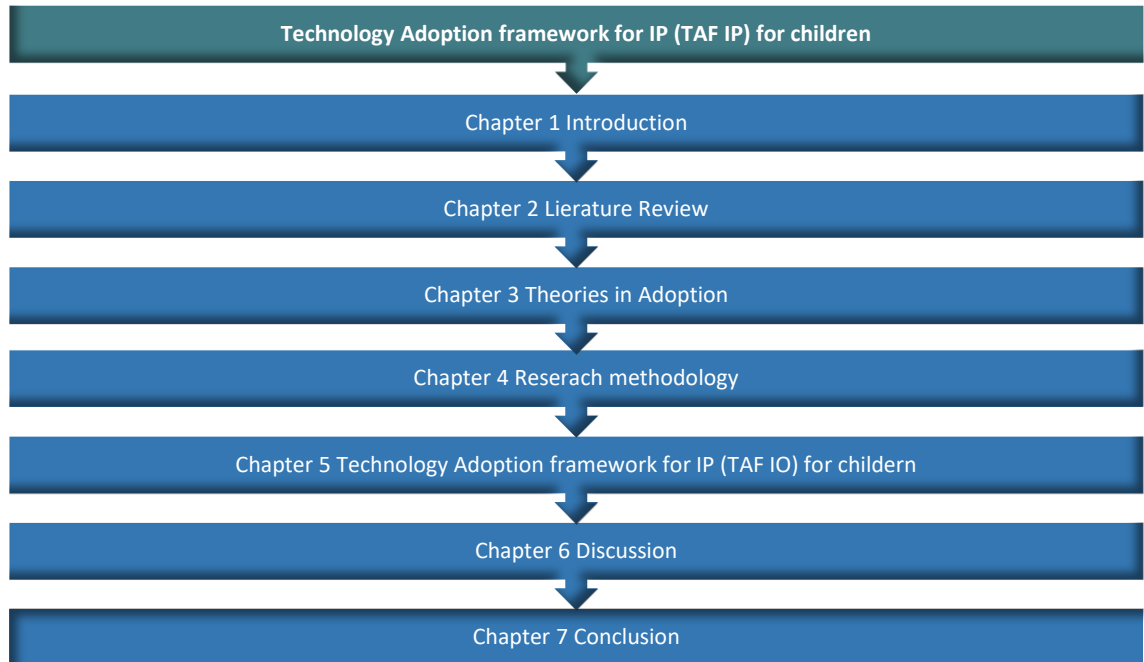 Technology Adoption framework for IP (TAF IP) for children
Chapter 1 Introduction
Chapter 2 Lierature Review
Chapter 3 Theories in Adoption
Chapter 4 Reserach methodology
Chapter 5 Technology Adoption framework for IP (TAF IO) for childern
Chapter 6 Discussion
Chapter 7 Conclusion